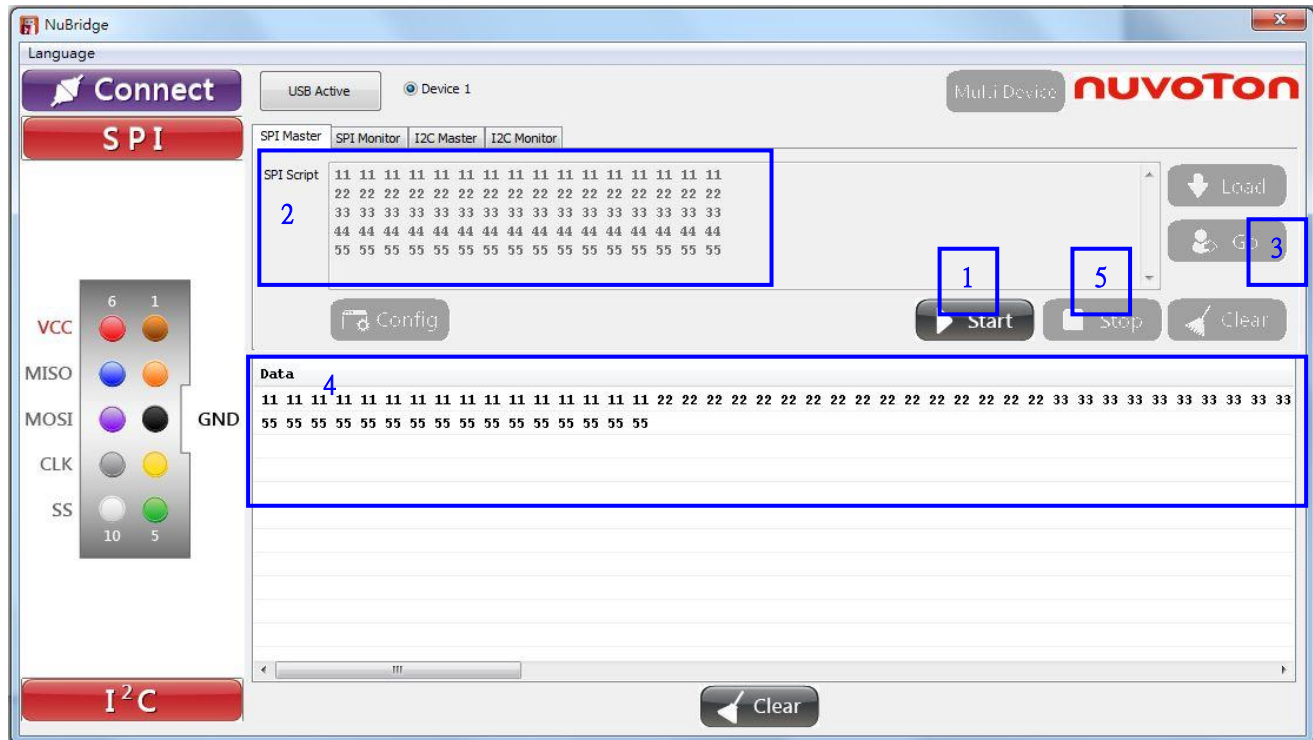 NuBridge
Language
Connect
USB Active
Device 1
Multi Device
nuvoTon
SPI
SPI Master
SPI Monitor
I2C Master
I2C Monitor
SPI Script
11 11 11 11 11 11 11 11 11 11 11 11 11 11 11 11
22 22 22 22 22 22 22 22 22 22 22 22 22 22 22 22
33 33 33 33 33 33 33 33 33 33 33 33 33 33 33 33
44 44 44 44 44 44 44 44 44 44 44 44 44 44 44 44
55 55 55 55 55 55 55 55 55 55 55 55 55 55 55 55
2
Load
Go
3
1
5
Config
Start
Stop
Clear
6 1
VCC
MISO
MOSI
GND
CLK
SS
10 5
Data
4
11 11 11 11 11 11 11 11 11 11 11 11 11 11 11 11 22 22 22 22 22 22 22 22 22 22 22 22 22 22 22 22 33 33 33 33 33 33 33 33 33 33
55 55 55 55 55 55 55 55 55 55 55 55 55 55 55 55
I²C
Clear